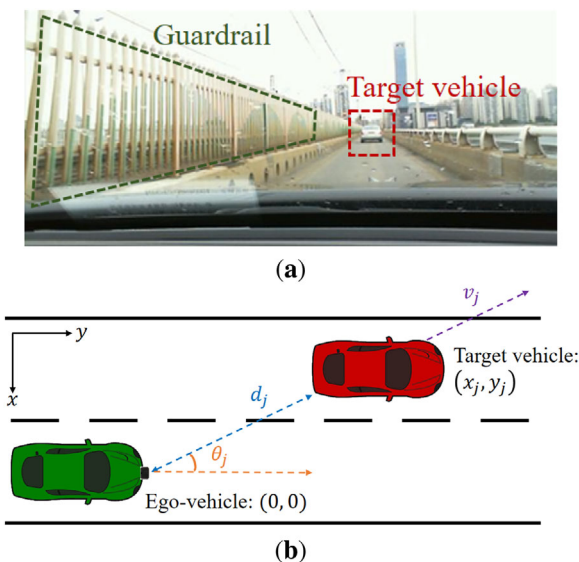 Guardrail
Target vehicle
(a)
v_j
y
Target vehicle:
(x_j, y_j)
x
d_j
θ_j
Ego-vehicle: (0, 0)
(b)